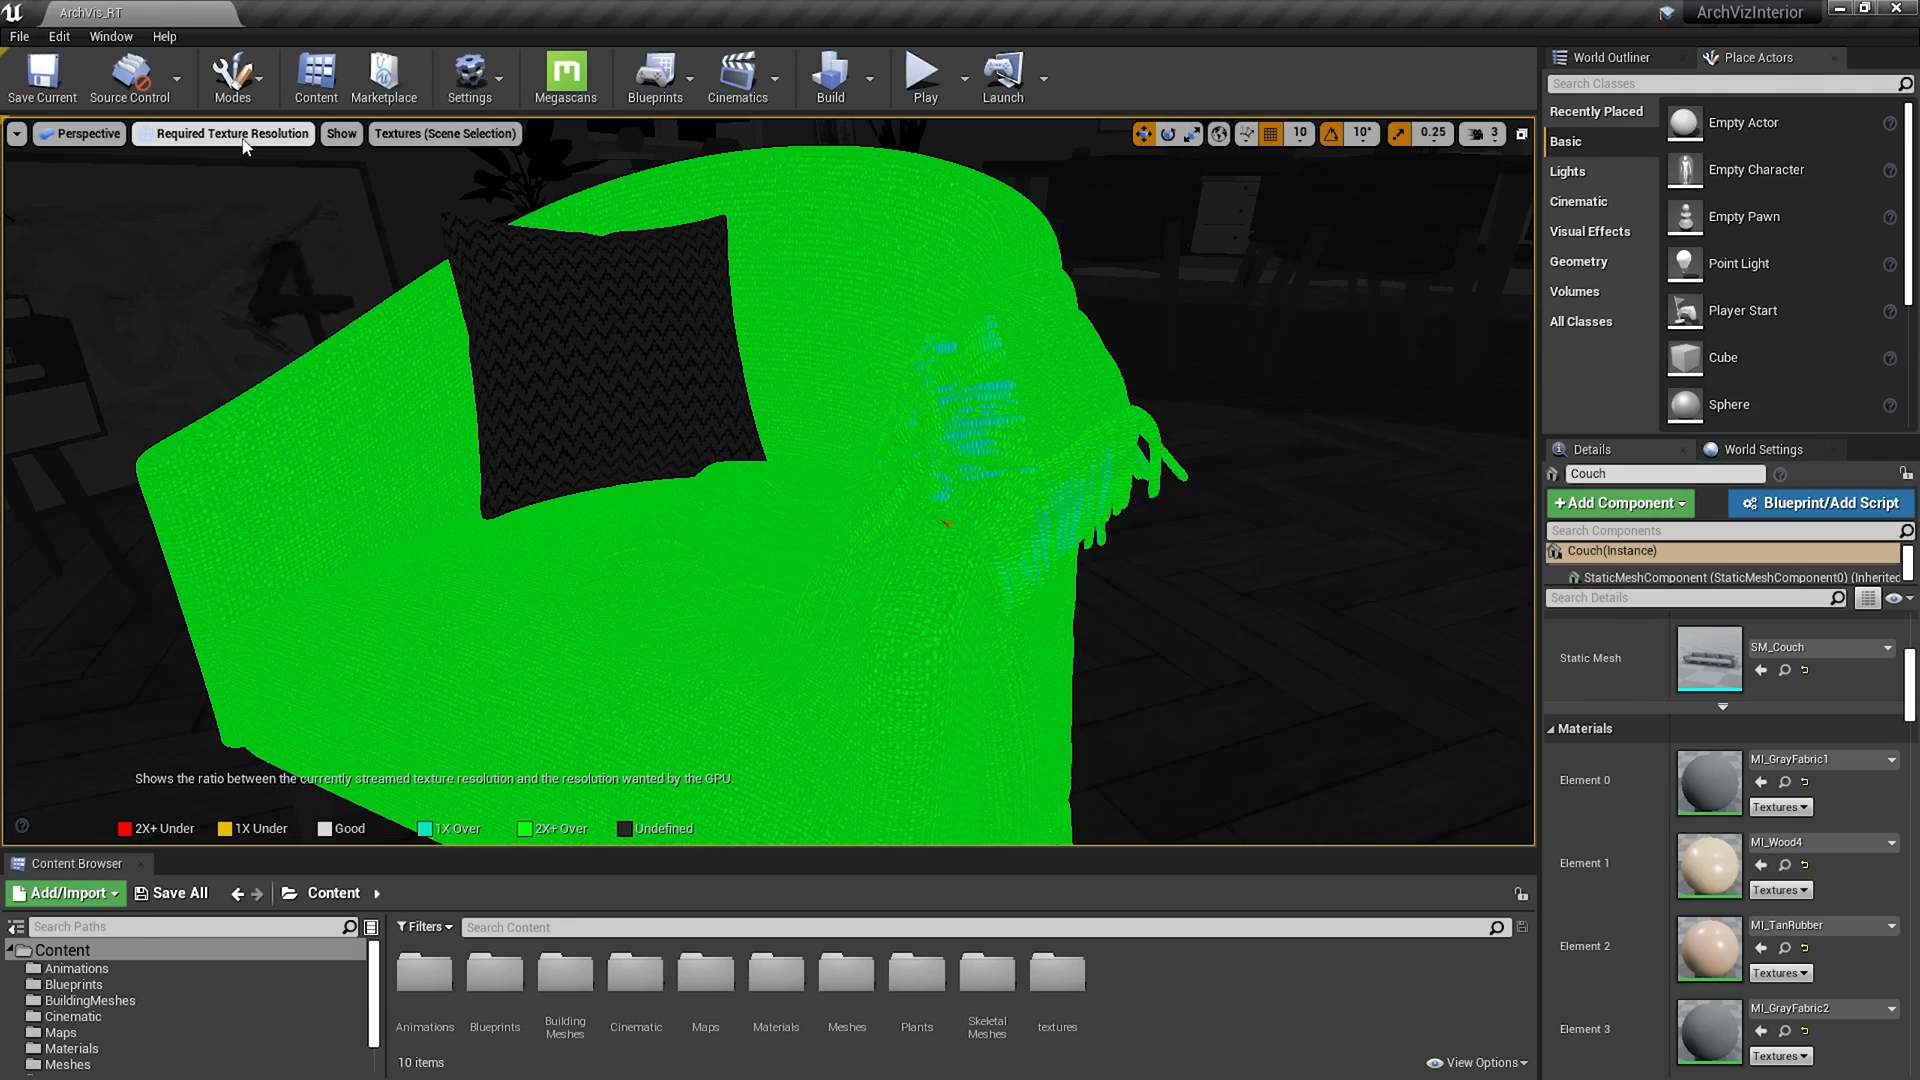 ArchVis_RT
ArchVizInterior
File Edit Window Help
Save Current
Source Control
Modes
Content
Marketplace
Settings
Megascans
Blueprints
Cinematics
Build
Play
Launch
Perspective
Required Texture Resolution
Show
Textures (Scene Selection)
10
10°
0.25
3
4
Shows the ratio between the currently streamed texture resolution and the resolution wanted by the GPU.
2X+ Under
1X Under
Good
1X Over
2X+ Over
Undefined
World Outliner
Place Actors
Search Classes
Recently Placed
Basic
Lights
Cinematic
Visual Effects
Geometry
Volumes
All Classes
Empty Actor
Empty Character
Empty Pawn
Point Light
Player Start
Cube
Sphere
Details
World Settings
Couch
+Add Component
Blueprint/Add Script
Search Components
Couch(Instance)
StaticMeshComponent (StaticMeshComponent0) (Inherited
Search Details
Static Mesh
SM_Couch
Materials
Element 0
MI_GrayFabric1
Textures
Element 1
MI_Wood4
Textures
Element 2
MI_TanRubber
Textures
Element 3
MI_GrayFabric2
Textures
Content Browser
Add/Import
Save All
Content
Search Paths
Filters
Search Content
Content
Animations
Blueprints
BuildingMeshes
Cinematic
Maps
Materials
Meshes
Animations
Blueprints
Building
Meshes
Cinematic
Maps
Materials
Meshes
Plants
Skeletal
Meshes
textures
10 items
View Options